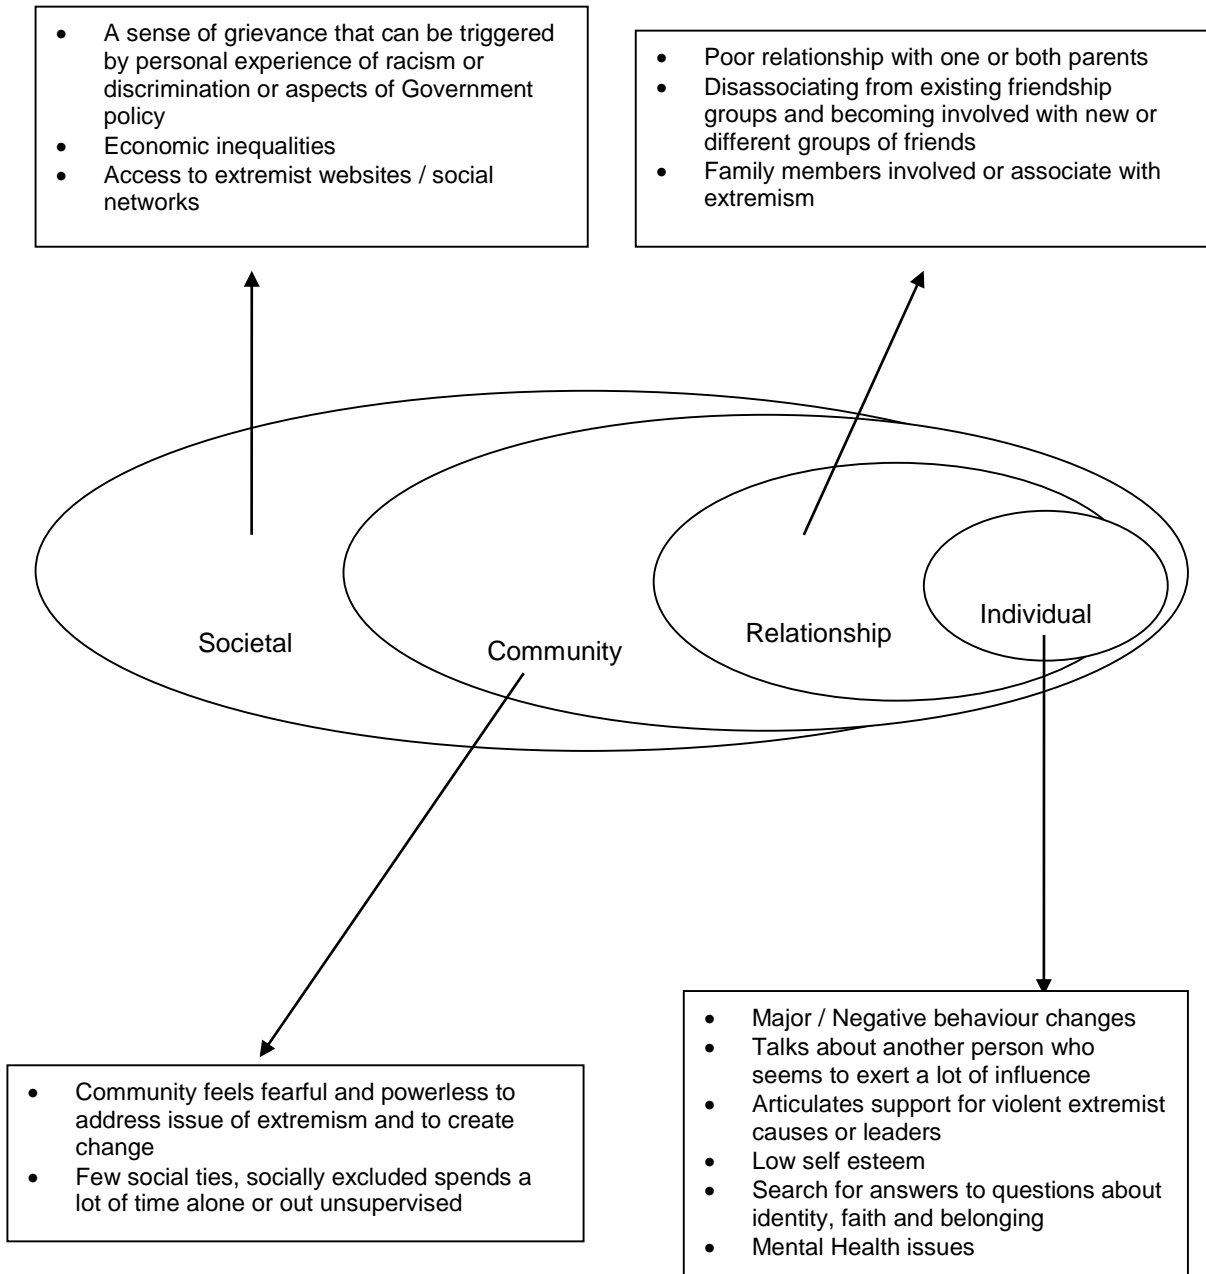 • A sense of grievance that can be triggered
by personal experience of racism or
discrimination or aspects of Government
policy
• Economic inequalities
• Access to extremist websites / social
networks
• Poor relationship with one or both parents
• Disassociating from existing friendship
groups and becoming involved with new or
different groups of friends
• Family members involved or associate with
extremism
Societal
Community
Relationship
Individual
• Community feels fearful and powerless to
address issue of extremism and to create
change
• Few social ties, socially excluded spends a
lot of time alone or out unsupervised
• Major / Negative behaviour changes
• Talks about another person who
seems to exert a lot of influence
• Articulates support for violent extremist
causes or leaders
• Low self esteem
• Search for answers to questions about
identity, faith and belonging
• Mental Health issues